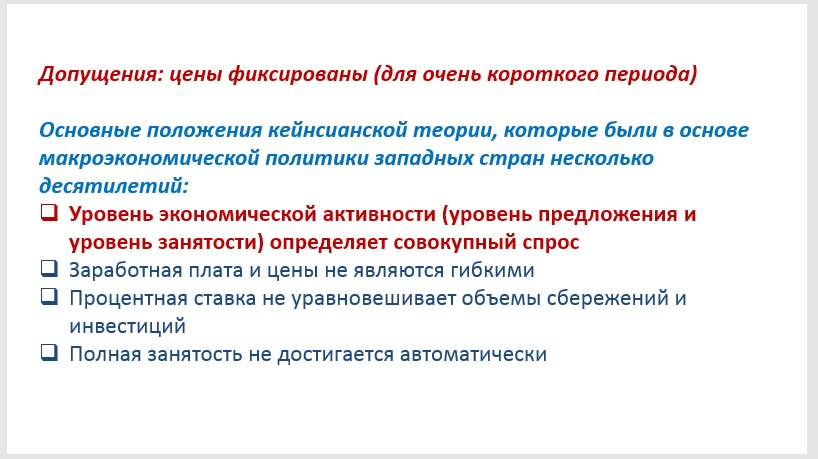 Допущения: цены фиксированы (для очень короткого периода)
Основные положения кейнсианской теории, которые были в основе
макроэкономической политики западных стран несколько
десятилетий:
❑ Уровень экономической активности (уровень предложения и
уровень занятости) определяет совокупный спрос
❑ Заработная плата и цены не являются гибкими
❑ Процентная ставка не уравновешивает объемы сбережений и
инвестиций
❑ Полная занятость не достигается автоматически